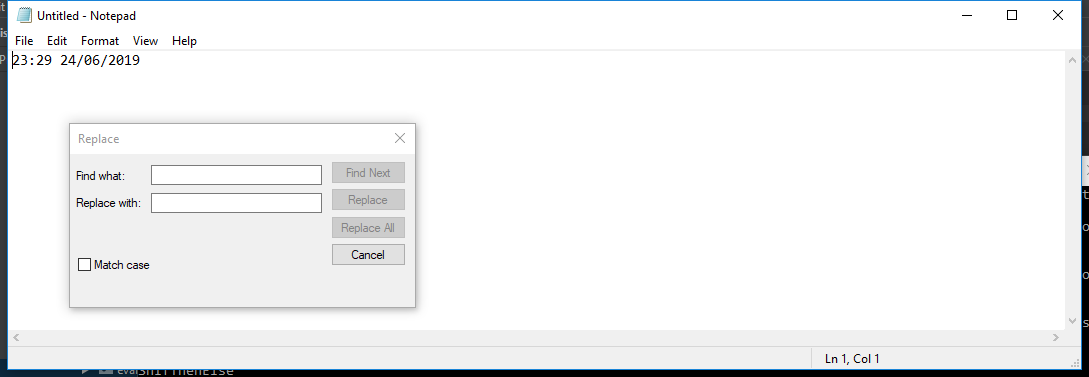 Untitled - Notepad
File Edit Format View Help
23:29 24/06/2019
Replace
Find what:
Find Next
Replace with:
Replace
Replace All
Cancel
Match case
Ln 1, Col 1